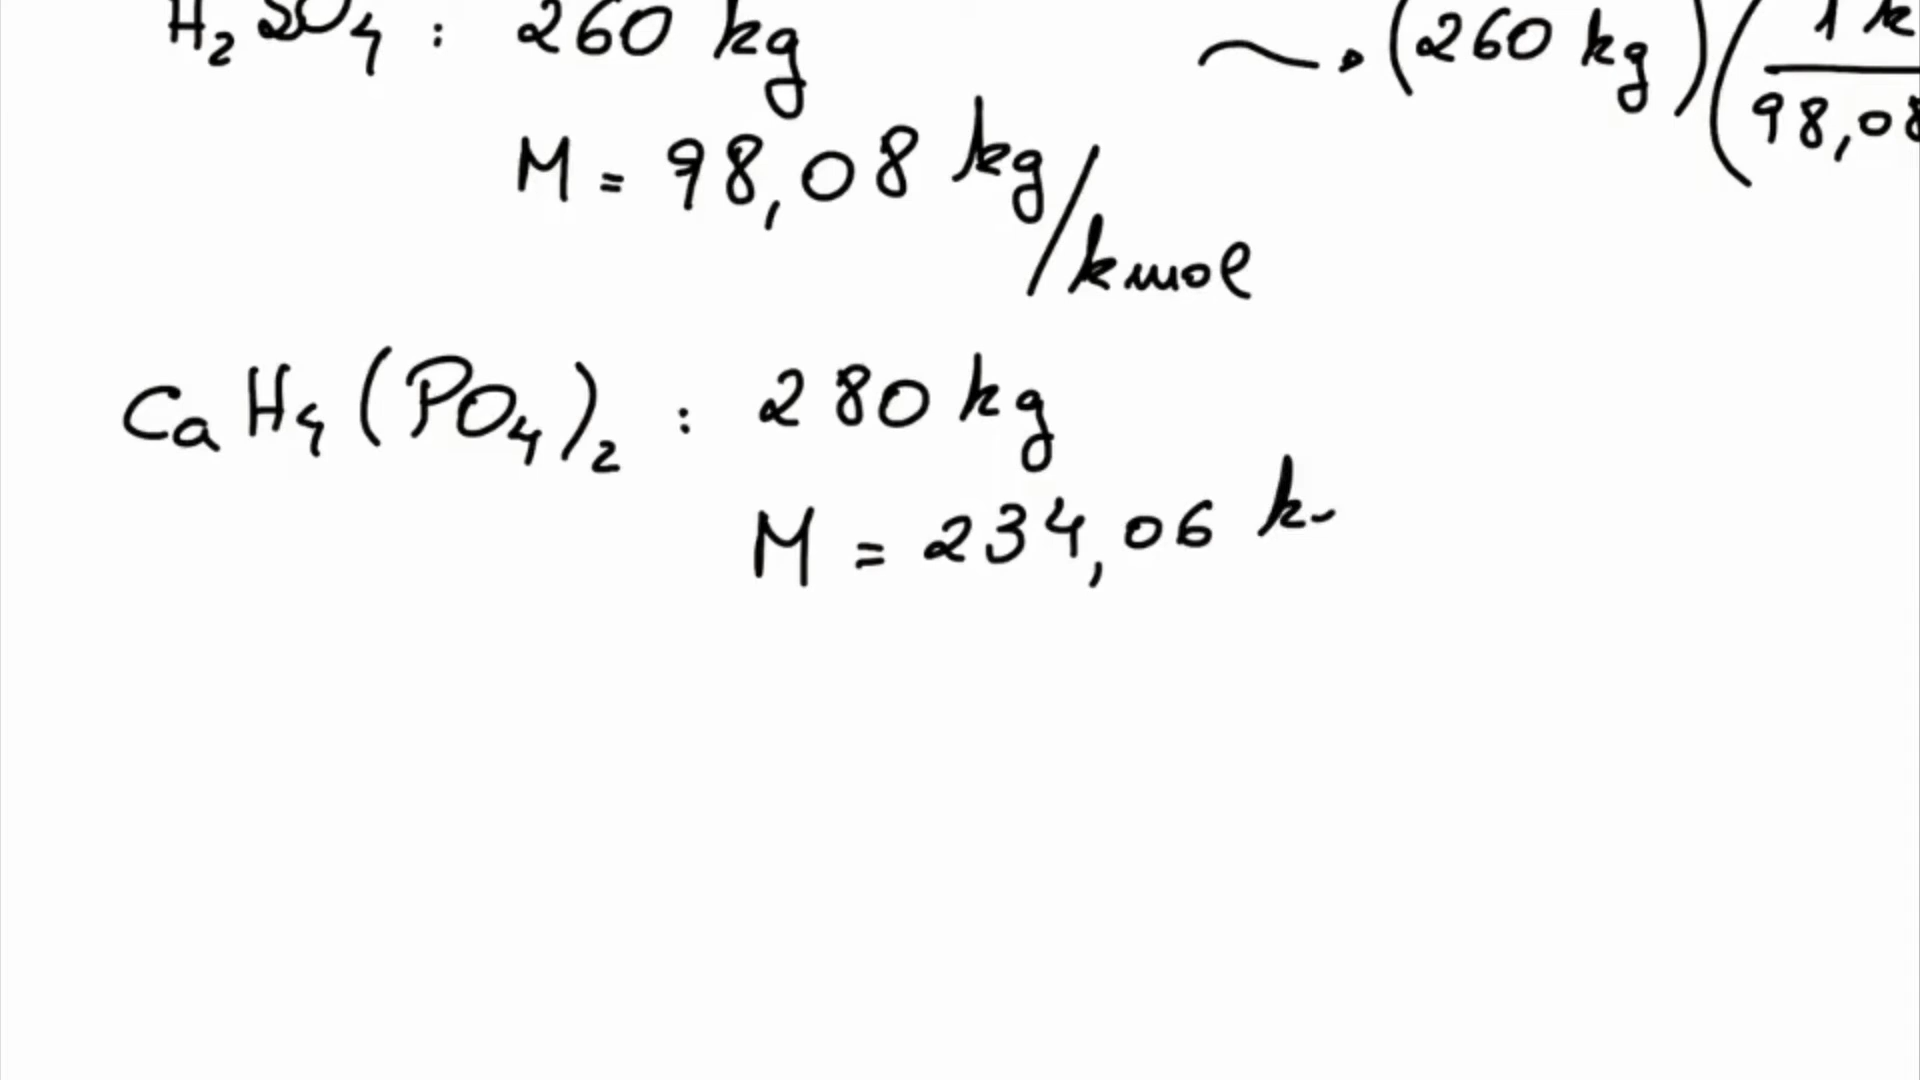 H₂SO₄ : 260 kg ⟿ (260 kg)(1 k / 98,08
M = 98,08 kg/kmol
CaH₄(PO₄)₂ : 280 kg
M = 234,06 k